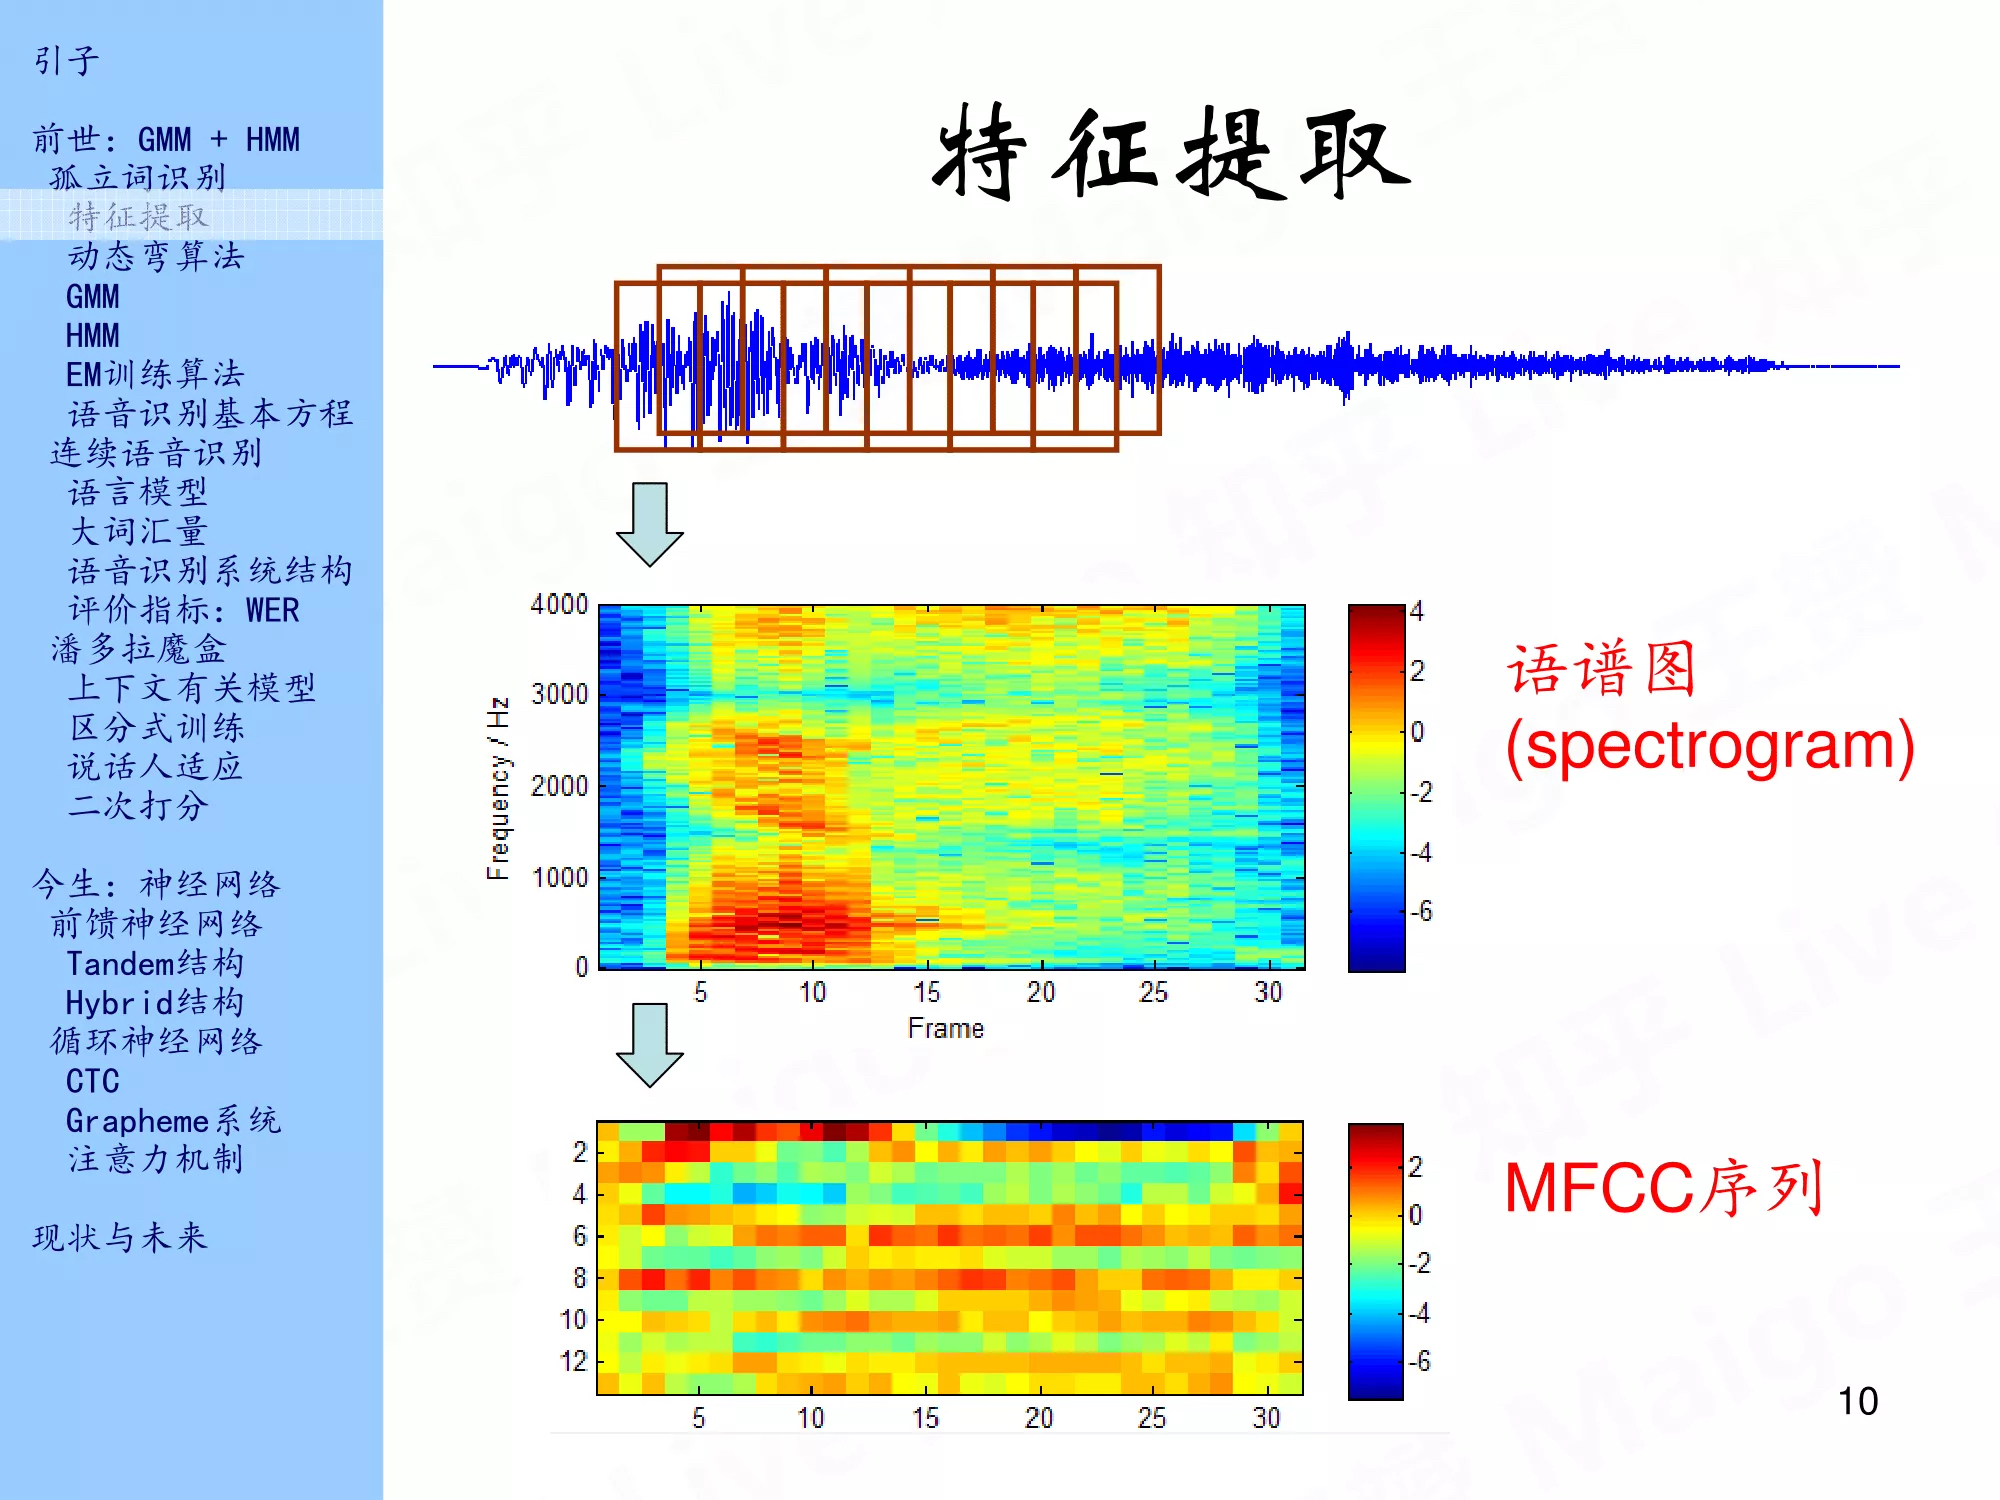 引子
前世：GMM + HMM
孤立词识别
特征提取
动态弯算法
GMM
HMM
EM训练算法
语音识别基本方程
连续语音识别
语言模型
大词汇量
语音识别系统结构
评价指标：WER
潘多拉魔盒
上下文有关模型
区分式训练
说话人适应
二次打分
今生：神经网络
前馈神经网络
Tandem结构
Hybrid结构
循环神经网络
CTC
Grapheme系统
注意力机制
现状与未来
特征提取
4000
3000
2000
1000
0
Frequency / Hz
5 10 15 20 25 30
Frame
4
2
0
-2
-4
-6
语谱图
(spectrogram)
2
4
6
8
10
12
5 10 15 20 25 30
2
0
-2
-4
-6
MFCC序列
10
知乎 Live
Maigo 王赟